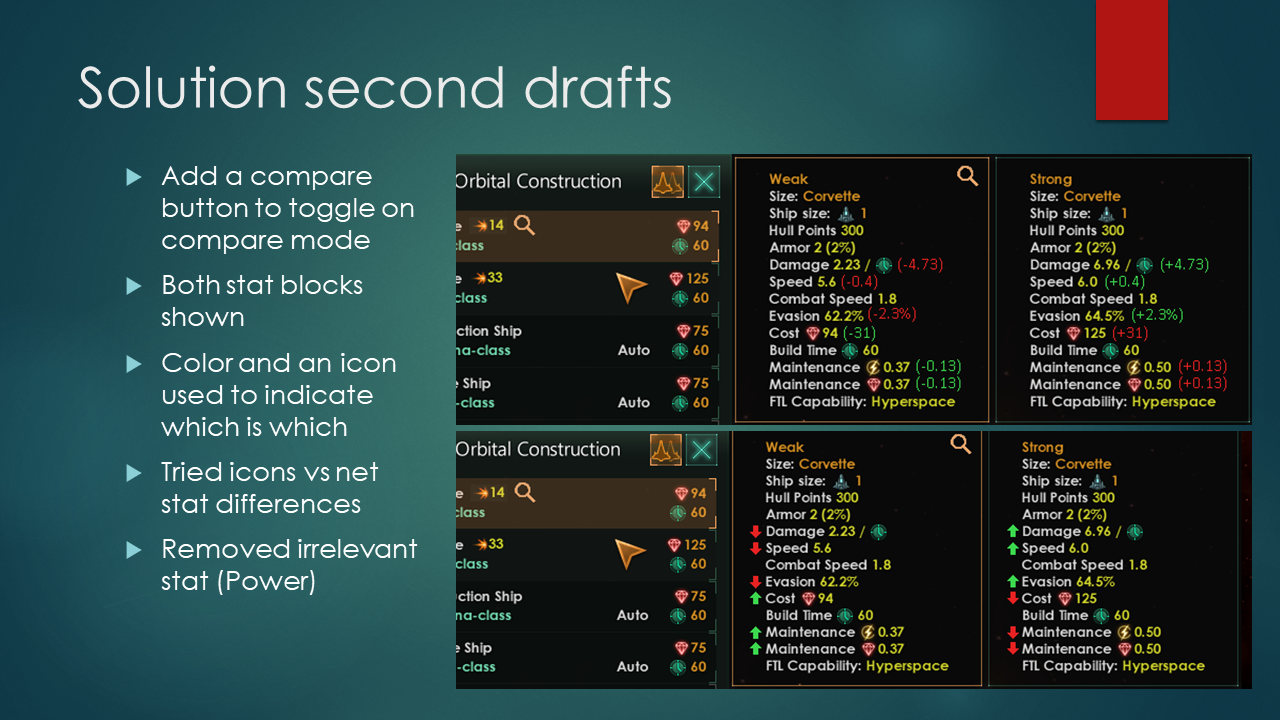 Solution second drafts
Add a compare
button to toggle on
compare mode
Both stat blocks
shown
Color and an icon
used to indicate
which is which
Tried icons vs net
stat differences
Removed irrelevant
stat (Power)
Orbital Construction
e 14 94
class 60
e 33 125
class 60
ction Ship 75
na-class Auto 60
e Ship 75
-class Auto 60
Weak
Size: Corvette
Ship size: 1
Hull Points 300
Armor 2 (2%)
Damage 2.23 / (-4.73)
Speed 5.6 (-0.4)
Combat Speed 1.8
Evasion 62.2% (-2.3%)
Cost 94 (-31)
Build Time 60
Maintenance 0.37 (-0.13)
Maintenance 0.37 (-0.13)
FTL Capability: Hyperspace
Strong
Size: Corvette
Ship size: 1
Hull Points 300
Armor 2 (2%)
Damage 6.96 / (+4.73)
Speed 6.0 (+0.4)
Combat Speed 1.8
Evasion 64.5% (+2.3%)
Cost 125 (+31)
Build Time 60
Maintenance 0.50 (+0.13)
Maintenance 0.50 (+0.13)
FTL Capability: Hyperspace
Orbital Construction
e 14 94
class 60
e 33 125
class 60
uction Ship 75
na-class Auto 60
e Ship 75
-class Auto 60
Weak
Size: Corvette
Ship size: 1
Hull Points 300
Armor 2 (2%)
Damage 2.23 /
Speed 5.6
Combat Speed 1.8
Evasion 62.2%
Cost 94
Build Time 60
Maintenance 0.37
Maintenance 0.37
FTL Capability: Hyperspace
Strong
Size: Corvette
Ship size: 1
Hull Points 300
Armor 2 (2%)
Damage 6.96 /
Speed 6.0
Combat Speed 1.8
Evasion 64.5%
Cost 125
Build Time 60
Maintenance 0.50
Maintenance 0.50
FTL Capability: Hyperspace